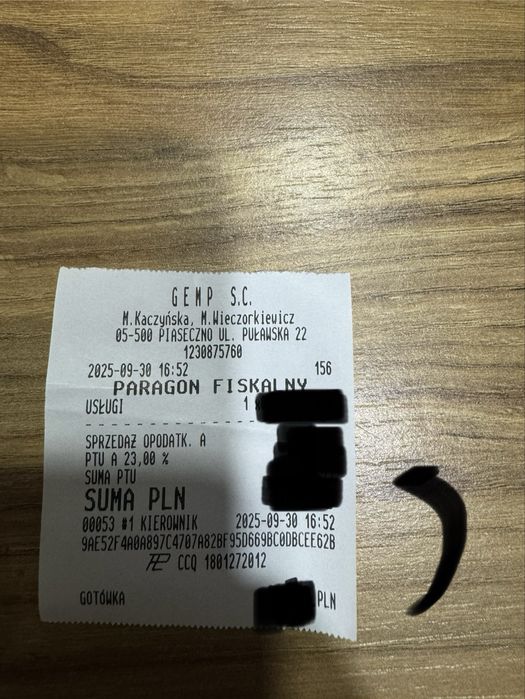 GEMP S.C.
M.Kaczyńska, M.Wieczorkiewicz
05-500 PIASECZNO UL. PUŁAWSKA 22
1230875760
2025-09-30 16:52 156
PARAGON FISKALNY
USŁUGI 1
SPRZEDAŻ OPODATK. A
PTU A 23,00 %
SUMA PTU
SUMA PLN
00053 #1 KIEROWNIK 2025-09-30 16:52
9AE52F4A0A897C4707A82BF95D669BC0DBCEE62B
CCQ 1801272012
GOTÓWKA PLN